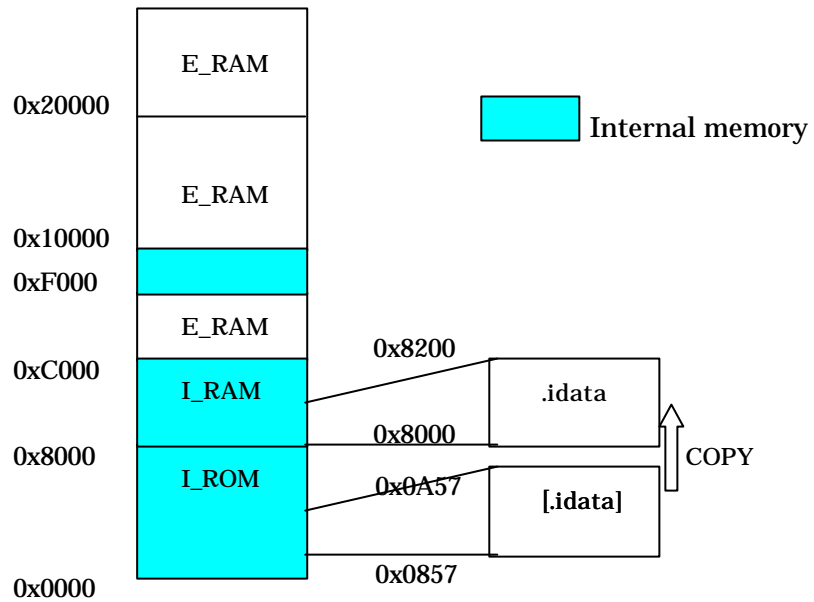 E_RAM
0x20000
Internal memory
E_RAM
0x10000
0xF000
E_RAM
0x8200
0xC000
I_RAM
.idata
0x8000
0x8000
COPY
I_ROM
0x0A57
[.idata]
0x0857
0x0000